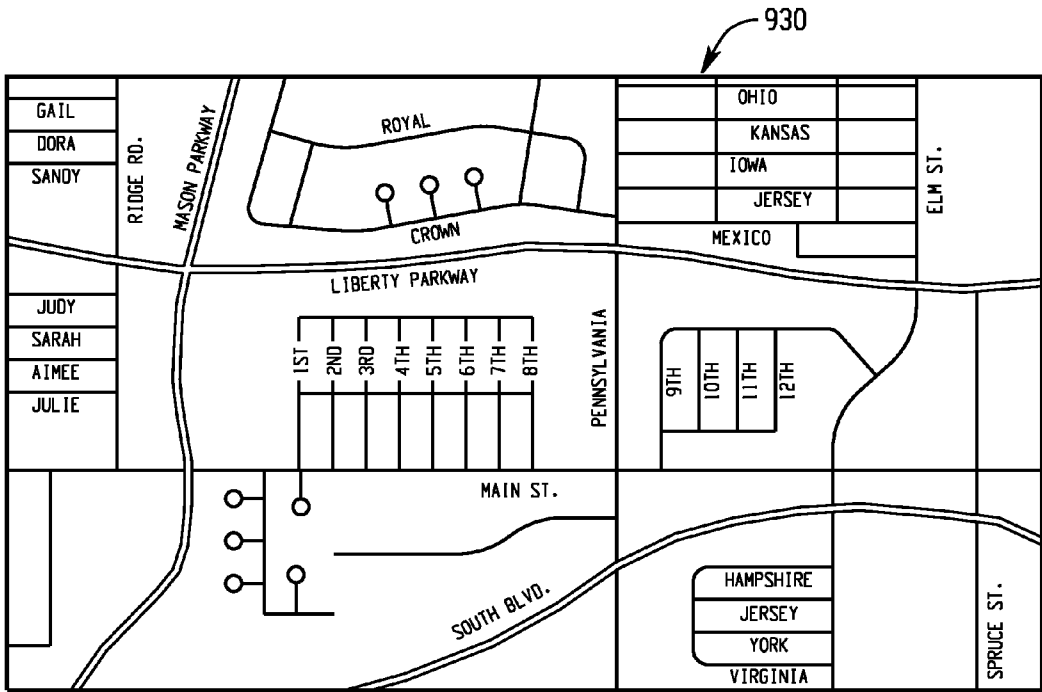 930
GAIL
DORA
SANDY
RIDGE RD.
MASON PARKWAY
ROYAL
CROWN
OHIO
KANSAS
IOWA
JERSEY
MEXICO
ELM ST.
LIBERTY PARKWAY
JUDY
SARAH
AIMEE
JULIE
1ST
2ND
3RD
4TH
5TH
6TH
7TH
8TH
PENNSYLVANIA
9TH
10TH
11TH
12TH
MAIN ST.
SOUTH BLVD.
HAMPSHIRE
JERSEY
YORK
VIRGINIA
SPRUCE ST.